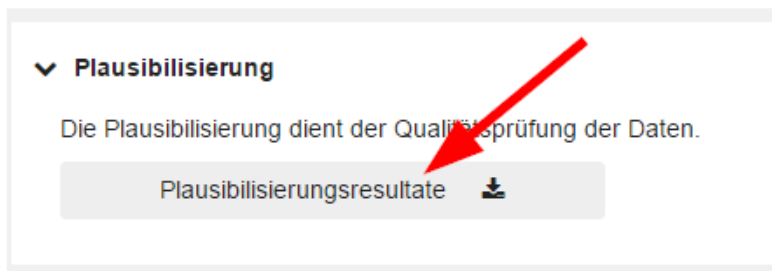 Plausibilisierung
Die Plausibilisierung dient der Qualitätsprüfung der Daten.
Plausibilisierungsresultate